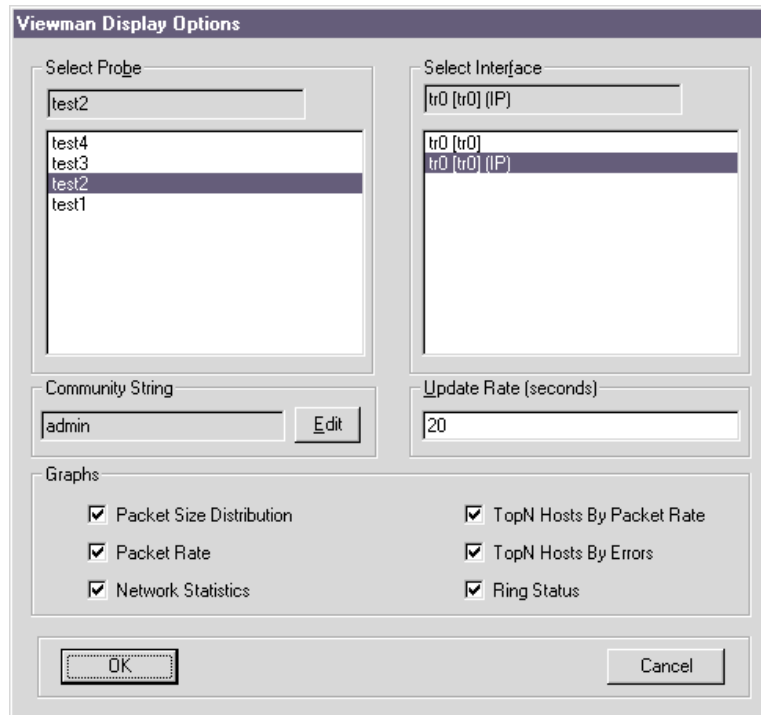 Viewman Display Options
Select Probe
test2
test4
test3
test2
test1
Select Interface
tr0 [tr0] (IP)
tr0 [tr0]
tr0 [tr0] (IP)
Community String
admin
Edit
Update Rate (seconds)
20
Graphs
Packet Size Distribution
Packet Rate
Network Statistics
TopN Hosts By Packet Rate
TopN Hosts By Errors
Ring Status
OK
Cancel